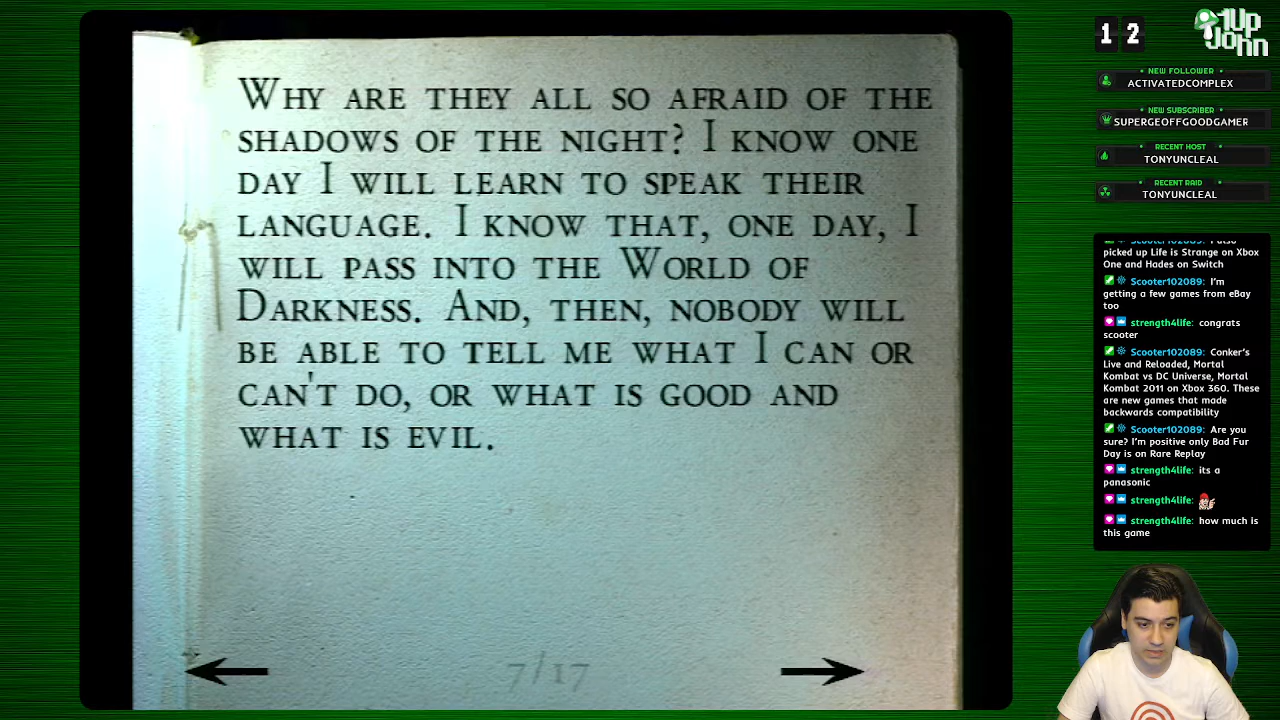 WHY ARE THEY ALL SO AFRAID OF THE
SHADOWS OF THE NIGHT? I KNOW ONE
DAY I WILL LEARN TO SPEAK THEIR
LANGUAGE. I KNOW THAT, ONE DAY, I
WILL PASS INTO THE WORLD OF
DARKNESS. AND, THEN, NOBODY WILL
BE ABLE TO TELL ME WHAT I CAN OR
CAN'T DO, OR WHAT IS GOOD AND
WHAT IS EVIL.
7/17
12
1Up
John
• NEW FOLLOWER •
ACTIVATEDCOMPLEX
• NEW SUBSCRIBER •
SUPERGEOFFGOODGAMER
• RECENT HOST •
TONYUNCLEAL
• RECENT RAID •
TONYUNCLEAL
picked up Life is Strange on Xbox
One and Hades on Switch
Scooter102089: I'm
getting a few games from eBay
too
strength4life: congrats
scooter
Scooter102089: Conker's
Live and Reloaded, Mortal
Kombat vs DC Universe, Mortal
Kombat 2011 on Xbox 360. These
are new games that made
backwards compatibility
Scooter102089: Are you
sure? I'm positive only Bad Fur
Day is on Rare Replay
strength4life: its a
panasonic
strength4life:
strength4life: how much is
this game